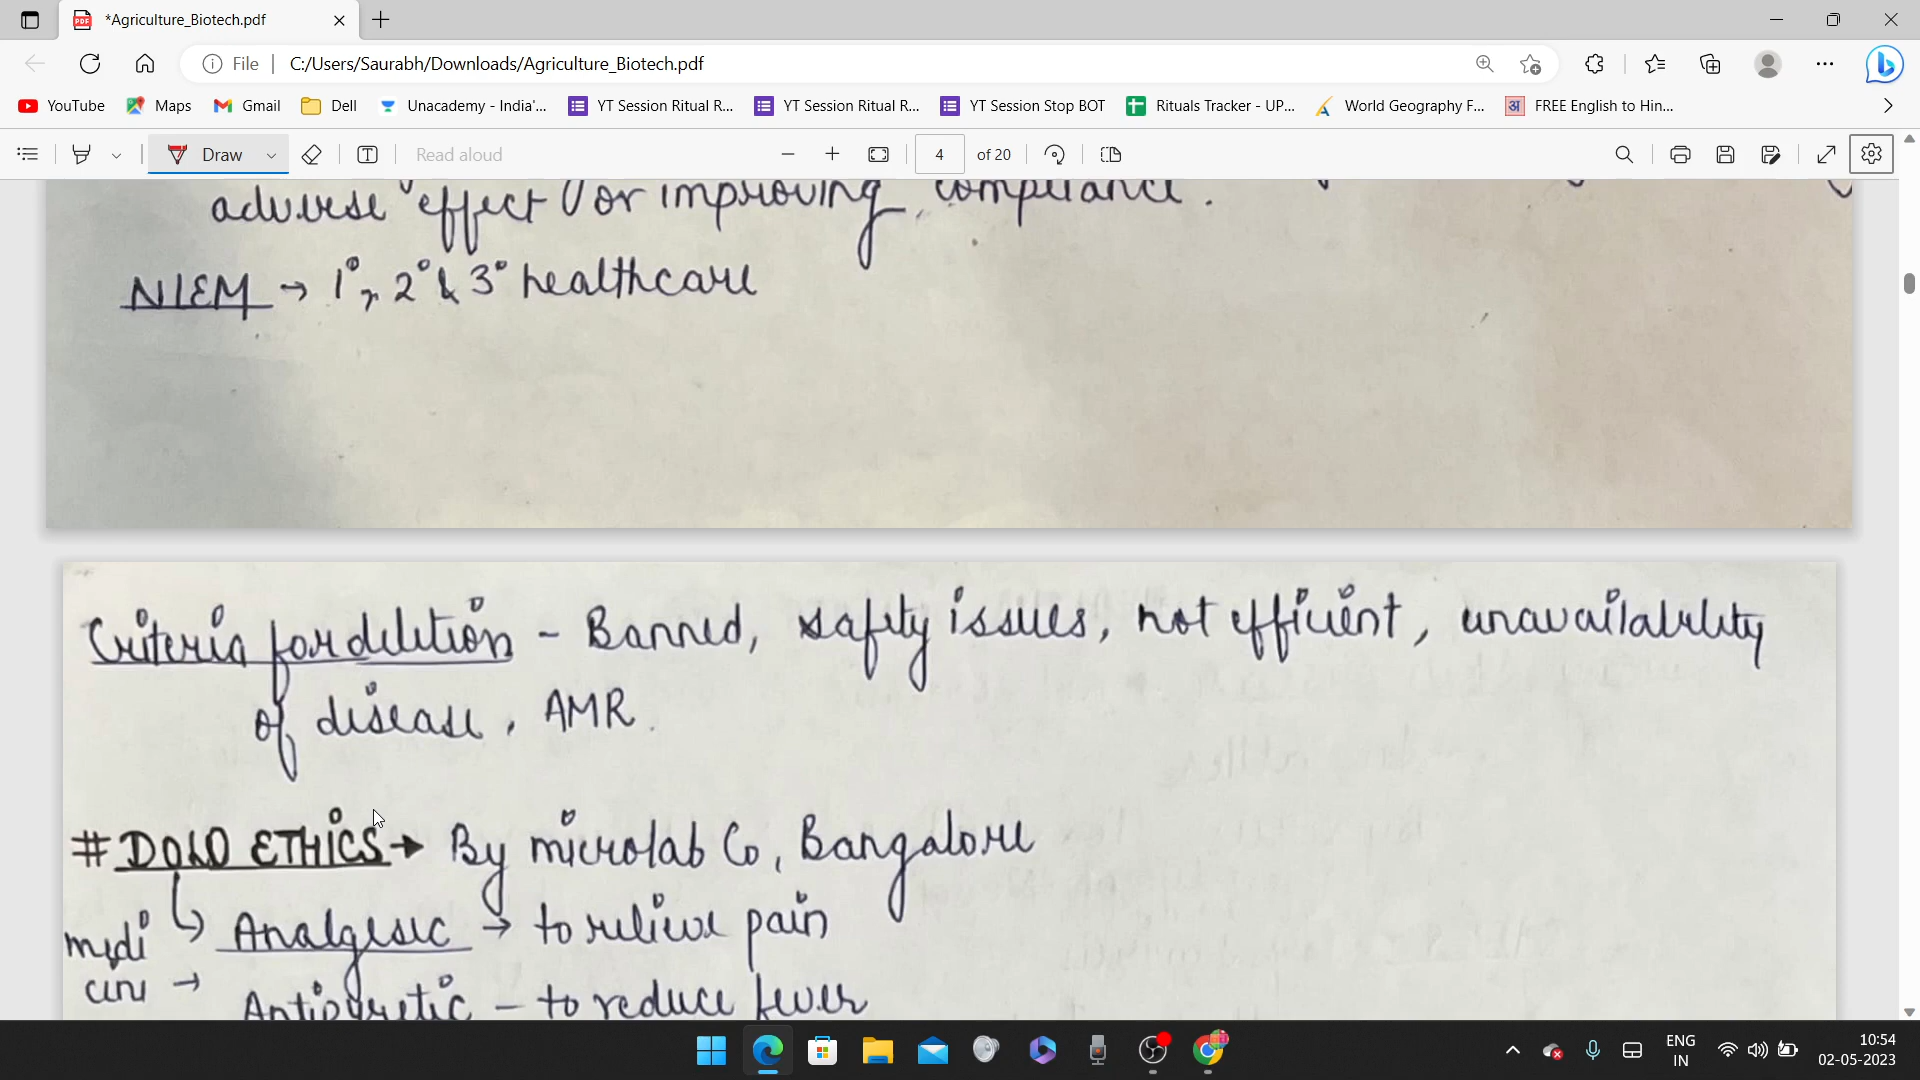 *Agriculture_Biotech.pdf
File C:/Users/Saurabh/Downloads/Agriculture_Biotech.pdf
YouTube Maps Gmail Dell Unacademy - India'... YT Session Ritual R... YT Session Ritual R... YT Session Stop BOT Rituals Tracker - UP... World Geography F... FREE English to Hin...
Draw Read aloud 4 of 20
adverse effect or improving compliance.
NLEM → 1°, 2° & 3° healthcare
Criteria for deletion - Banned, safety issues, not efficient, unavailability
of disease, AMR.
# DOLO ETHICS → By microlab Co, Bangalore
medi ↳ Analgesic → to relieve pain
cine → Antipyretic - to reduce fever
ENG
IN
10:54
02-05-2023